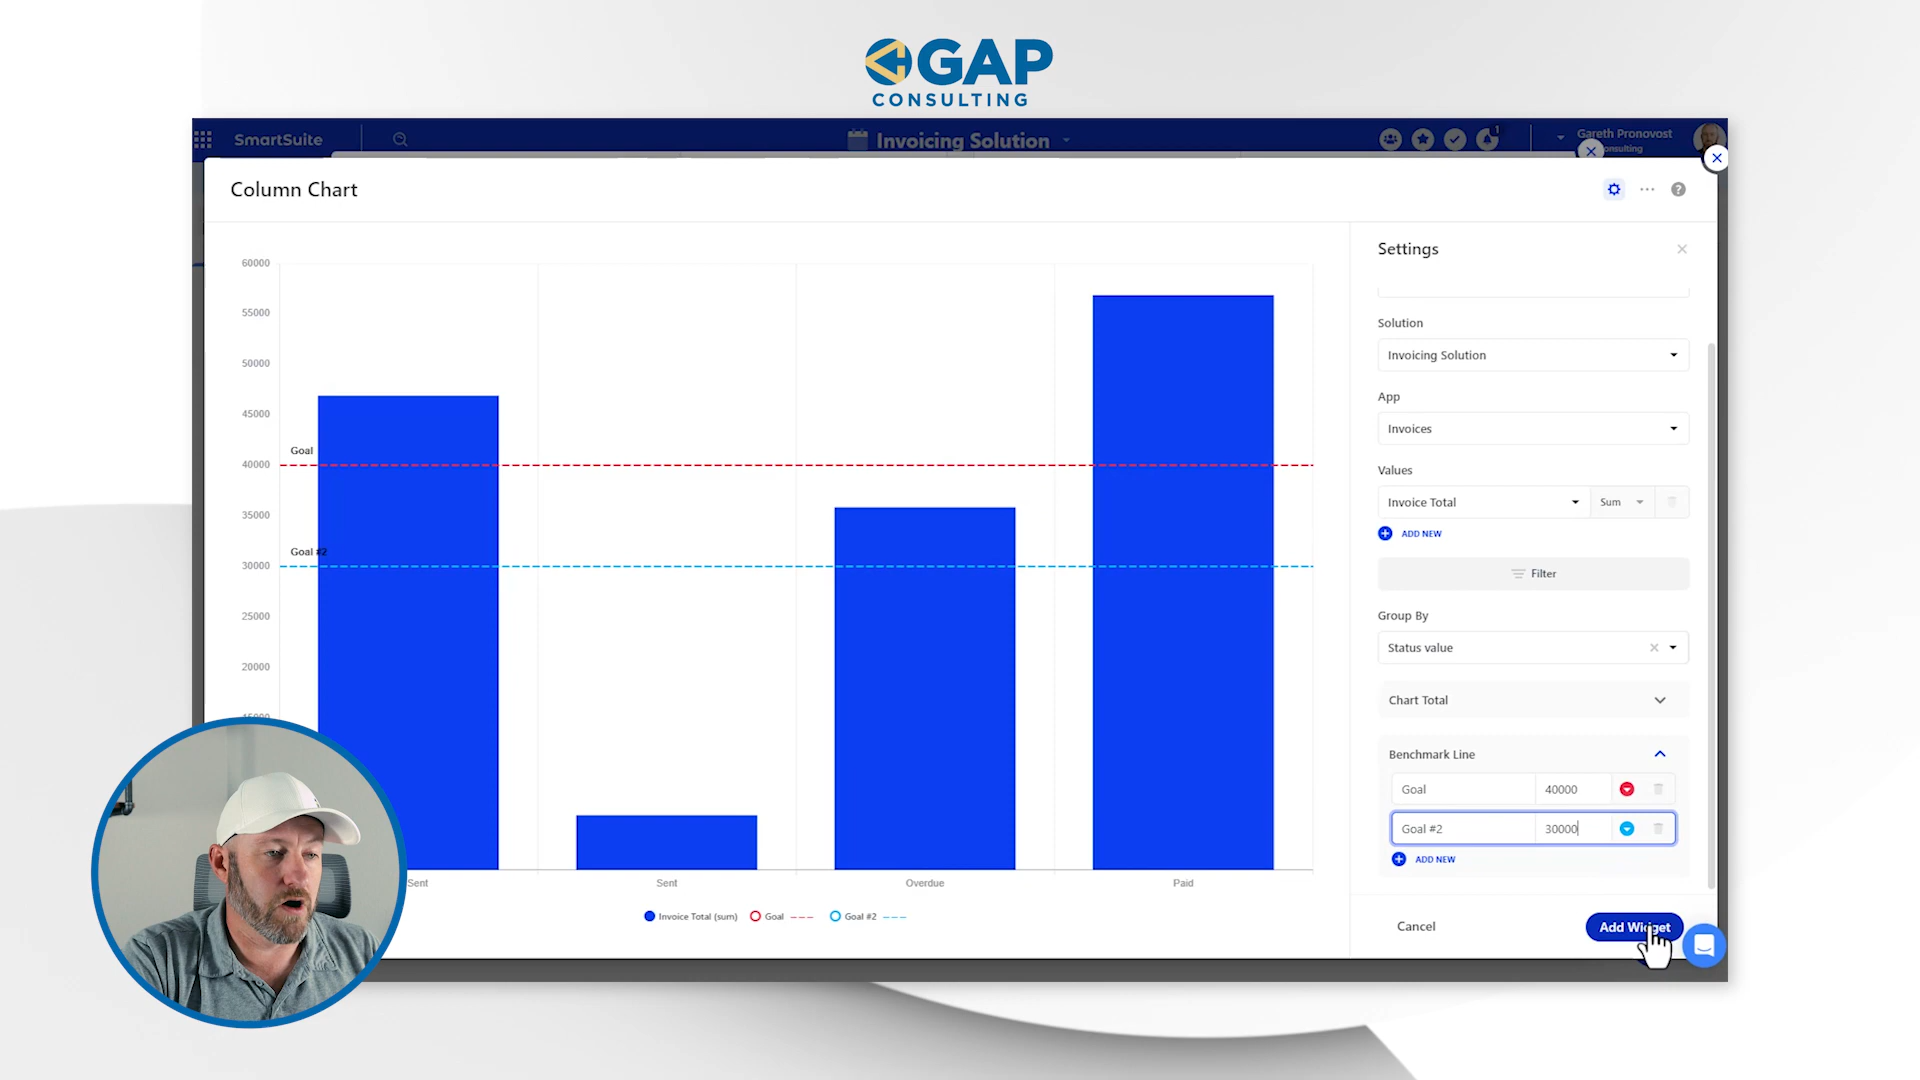 GAP
CONSULTING
SmartSuite
Invoicing Solution
1
Gareth Pronovost
onsulting
Column Chart
?
60000
55000
50000
45000
Goal
40000
35000
Goal #2
30000
25000
20000
15000
Sent
Sent
Overdue
Paid
Invoice Total (sum)
Goal
Goal #2
Settings
Solution
Invoicing Solution
App
Invoices
Values
Invoice Total
Sum
ADD NEW
Filter
Group By
Status value
Chart Total
Benchmark Line
Goal
40000
Goal #2
30000
ADD NEW
Cancel
Add Widget